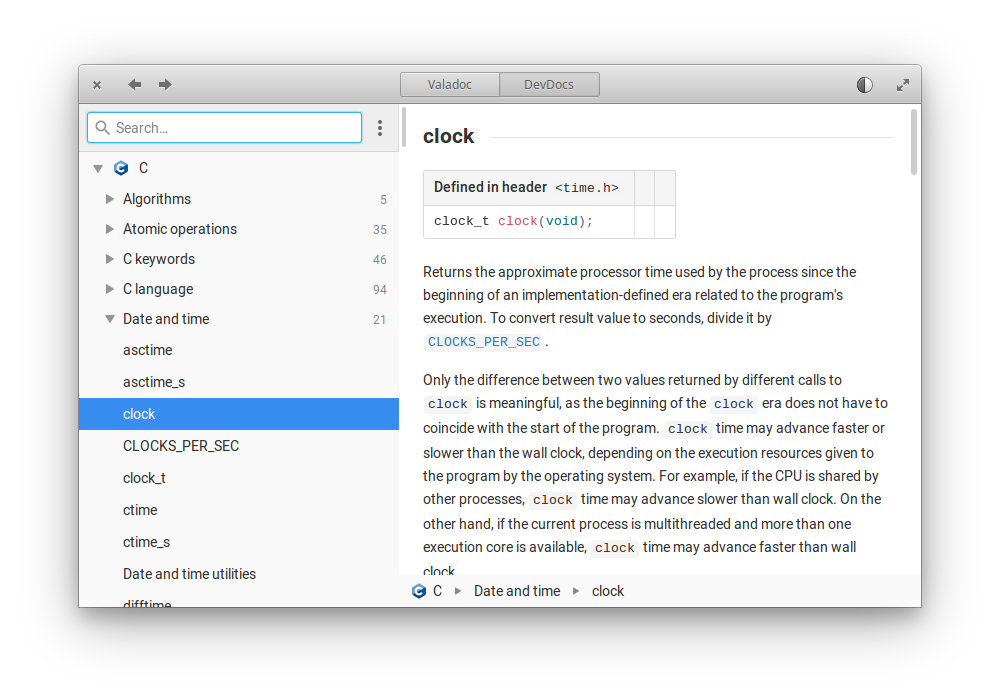 Valadoc
DevDocs
Search...
C
Algorithms 5
Atomic operations 35
C keywords 46
C language 94
Date and time 21
asctime
asctime_s
clock
CLOCKS_PER_SEC
clock_t
ctime
ctime_s
Date and time utilities
difftime
clock
Defined in header <time.h>
clock_t clock(void);
Returns the approximate processor time used by the process since the
beginning of an implementation-defined era related to the program's
execution. To convert result value to seconds, divide it by
CLOCKS_PER_SEC.
Only the difference between two values returned by different calls to
clock is meaningful, as the beginning of the clock era does not have to
coincide with the start of the program. clock time may advance faster or
slower than the wall clock, depending on the execution resources given to
the program by the operating system. For example, if the CPU is shared by
other processes, clock time may advance slower than wall clock. On the
other hand, if the current process is multithreaded and more than one
execution core is available, clock time may advance faster than wall
clock.
C Date and time clock